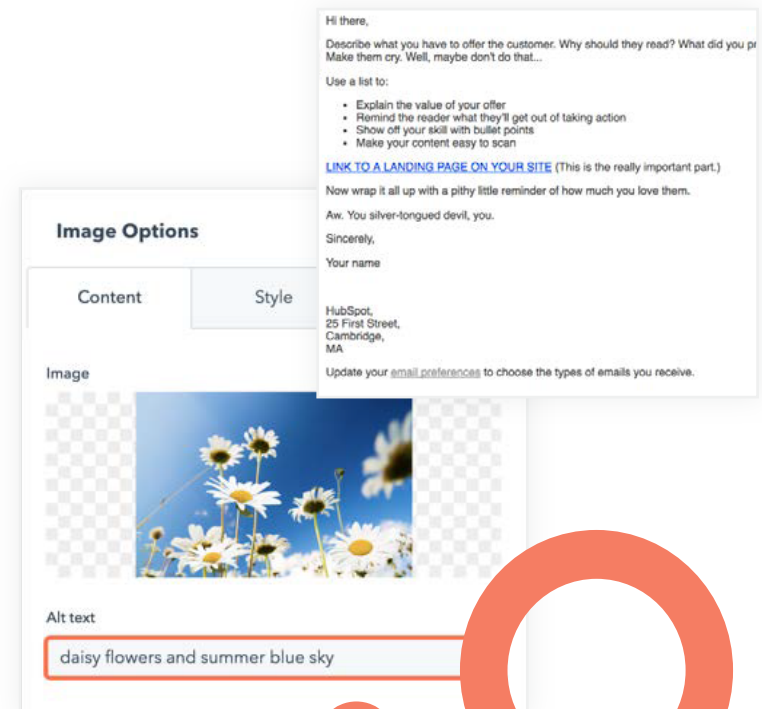 Hi there,
Describe what you have to offer the customer. Why should they read? What did you
Make them cry. Well, maybe don't do that...
Use a list to:
• Explain the value of your offer
• Remind the reader what they'll get out of taking action
• Show off your skill with bullet points
• Make your content easy to scan
LINK TO A LANDING PAGE ON YOUR SITE (This is the really important part.)
Now wrap it all up with a pithy little reminder of how much you love them.
Aw. You silver-tongued devil, you.
Sincerely,
Your name
HubSpot,
25 First Street,
Cambridge,
MA
Update your email preferences to choose the types of emails you receive.
Image Options
Content
Style
Image
Alt text
daisy flowers and summer blue sky